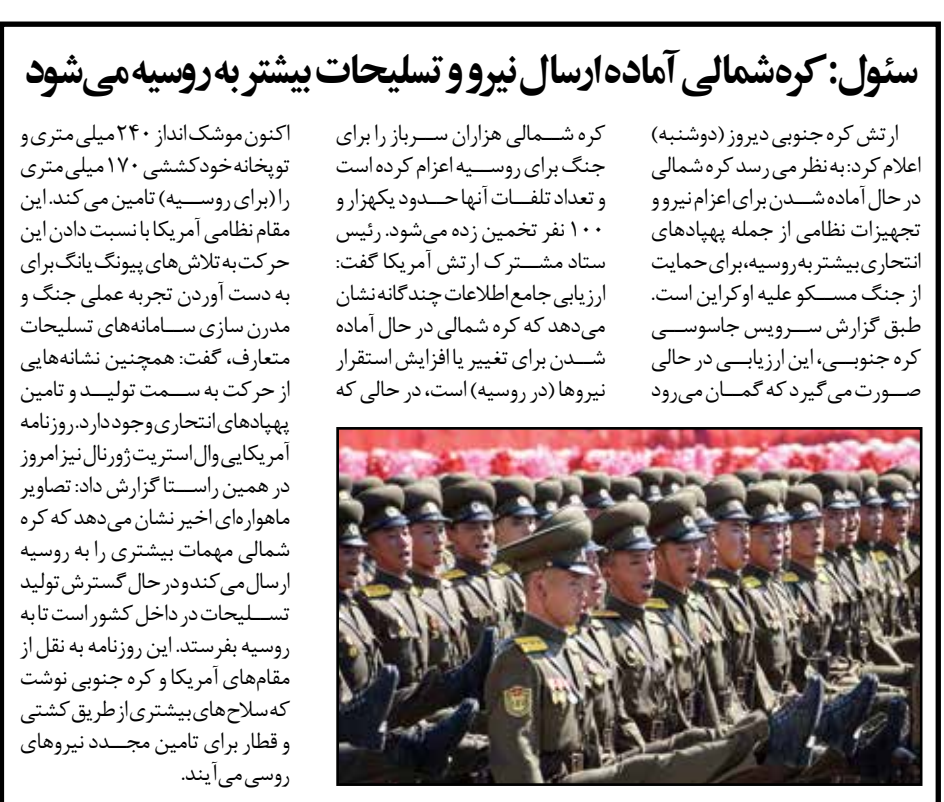 سئول: کره‌شمالی آماده ارسال نیرو و تسلیحات بیشتر به روسیه می‌شود
ارتش کره جنوبی دیروز (دوشنبه)
اعلام کرد: به نظر می رسد کره شمالی
در حال آماده شدن برای اعزام نیرو و
تجهیزات نظامی از جمله پهپادهای
انتحاری بیشتر به روسیه، برای حمایت
از جنگ مسکو علیه اوکراین است.
طبق گزارش سرویس جاسوسی
کره جنوبی، این ارزیابی در حالی
صورت می گیرد که گمان می‌رود
کره شمالی هزاران سرباز را برای
جنگ برای روسیه اعزام کرده است
و تعداد تلفات آنها حدود یکهزار و
۱۰۰ نفر تخمین زده می‌شود. رئیس
ستاد مشترک ارتش آمریکا گفت:
ارزیابی جامع اطلاعات چند گانه نشان
می‌دهد که کره شمالی در حال آماده
شدن برای تغییر یا افزایش استقرار
نیروها (در روسیه) است، در حالی که
اکنون موشک انداز ۲۴۰ میلی متری و
توپخانه خود کششی ۱۷۰ میلی متری
را (برای روسیه) تامین می کند. این
مقام نظامی آمریکا با نسبت دادن این
حرکت به تلاش‌های پیونگ یانگ برای
به دست آوردن تجربه عملی جنگ و
مدرن سازی سامانه‌های تسلیحات
متعارف، گفت: همچنین نشانه‌هایی
از حرکت به سمت تولید و تامین
پهپادهای انتحاری وجود دارد. روزنامه
آمریکایی وال استریت ژورنال نیز امروز
در همین راستا گزارش داد: تصاویر
ماهواره‌ای اخیر نشان می‌دهد که کره
شمالی مهمات بیشتری را به روسیه
ارسال می کند و در حال گسترش تولید
تسلیحات در داخل کشور است تا به
روسیه بفرستد. این روزنامه به نقل از
مقام‌های آمریکا و کره جنوبی نوشت
که سلاح های بیشتری از طریق کشتی
و قطار برای تامین مجدد نیروهای
روسی می‌آیند.